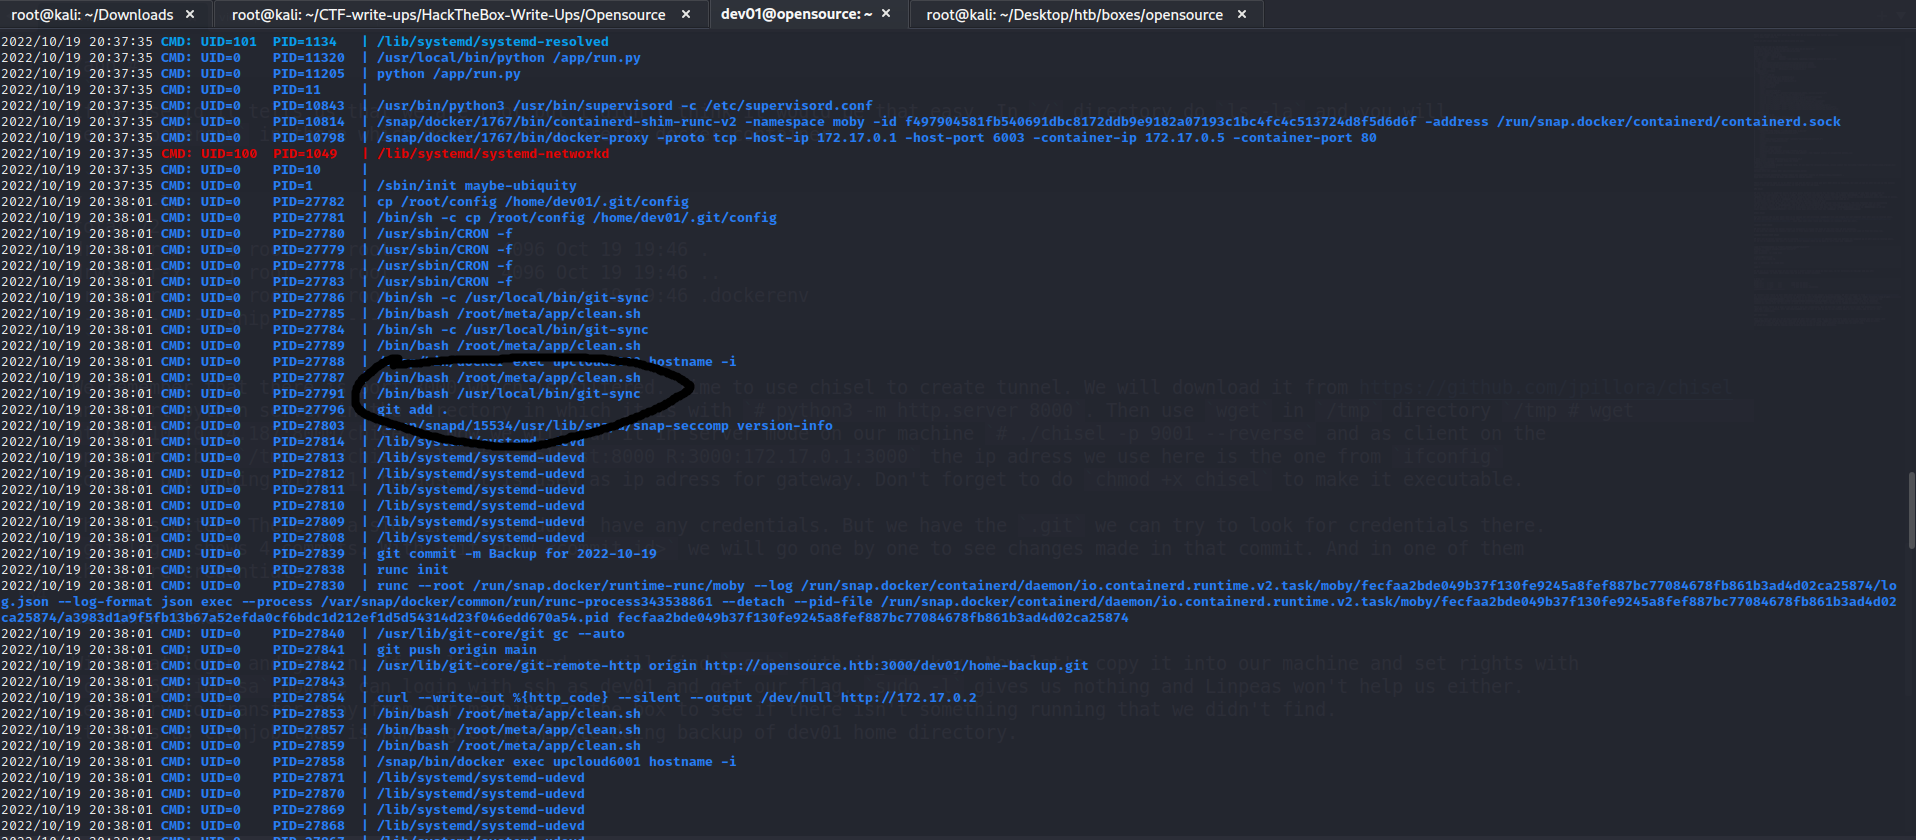 root@kali: ~/Downloads × root@kali: ~/CTF-write-ups/HackTheBox-Write-Ups/Opensource × dev01@opensource: ~ × root@kali: ~/Desktop/htb/boxes/opensource ×
2022/10/19 20:37:35 CMD: UID=101 PID=1134 | /lib/systemd/systemd-resolved
2022/10/19 20:37:35 CMD: UID=0 PID=11320 | /usr/local/bin/python /app/run.py
2022/10/19 20:37:35 CMD: UID=0 PID=11205 | python /app/run.py
2022/10/19 20:37:35 CMD: UID=0 PID=11 |
2022/10/19 20:37:35 CMD: UID=0 PID=10843 | /usr/bin/python3 /usr/bin/supervisord -c /etc/supervisord.conf
2022/10/19 20:37:35 CMD: UID=0 PID=10814 | /snap/docker/1767/bin/containerd-shim-runc-v2 -namespace moby -id f497904581fb540691dbc8172ddb9e9182a07193c1bc4fc4c513724d8f5d6d6f -address /run/snap.docker/containerd/containerd.sock
2022/10/19 20:37:35 CMD: UID=0 PID=10798 | /snap/docker/1767/bin/docker-proxy -proto tcp -host-ip 172.17.0.1 -host-port 6003 -container-ip 172.17.0.5 -container-port 80
2022/10/19 20:37:35 CMD: UID=100 PID=1049 | /lib/systemd/systemd-networkd
2022/10/19 20:37:35 CMD: UID=0 PID=10 |
2022/10/19 20:37:35 CMD: UID=0 PID=1 | /sbin/init maybe-ubiquity
2022/10/19 20:38:01 CMD: UID=0 PID=27782 | cp /root/config /home/dev01/.git/config
2022/10/19 20:38:01 CMD: UID=0 PID=27781 | /bin/sh -c cp /root/config /home/dev01/.git/config
2022/10/19 20:38:01 CMD: UID=0 PID=27780 | /usr/sbin/CRON -f
2022/10/19 20:38:01 CMD: UID=0 PID=27779 | /usr/sbin/CRON -f
2022/10/19 20:38:01 CMD: UID=0 PID=27778 | /usr/sbin/CRON -f
2022/10/19 20:38:01 CMD: UID=0 PID=27783 | /usr/sbin/CRON -f
2022/10/19 20:38:01 CMD: UID=0 PID=27786 | /bin/sh -c /usr/local/bin/git-sync
2022/10/19 20:38:01 CMD: UID=0 PID=27785 | /bin/bash /root/meta/app/clean.sh
2022/10/19 20:38:01 CMD: UID=0 PID=27784 | /bin/sh -c /usr/local/bin/git-sync
2022/10/19 20:38:01 CMD: UID=0 PID=27789 | /bin/bash /root/meta/app/clean.sh
2022/10/19 20:38:01 CMD: UID=0 PID=27788 | exec hostname -i
2022/10/19 20:38:01 CMD: UID=0 PID=27787 | /bin/bash /root/meta/app/clean.sh
2022/10/19 20:38:01 CMD: UID=0 PID=27791 | /bin/bash /usr/local/bin/git-sync
2022/10/19 20:38:01 CMD: UID=0 PID=27796 | git add .
2022/10/19 20:38:01 CMD: UID=0 PID=27803 | /snap/snapd/15534/usr/lib/snapd/snap-seccomp version-info
2022/10/19 20:38:01 CMD: UID=0 PID=27814 | /lib/systemd/systemd-udevd
2022/10/19 20:38:01 CMD: UID=0 PID=27813 | /lib/systemd/systemd-udevd
2022/10/19 20:38:01 CMD: UID=0 PID=27812 | /lib/systemd/systemd-udevd
2022/10/19 20:38:01 CMD: UID=0 PID=27811 | /lib/systemd/systemd-udevd
2022/10/19 20:38:01 CMD: UID=0 PID=27810 | /lib/systemd/systemd-udevd
2022/10/19 20:38:01 CMD: UID=0 PID=27809 | /lib/systemd/systemd-udevd
2022/10/19 20:38:01 CMD: UID=0 PID=27808 | /lib/systemd/systemd-udevd
2022/10/19 20:38:01 CMD: UID=0 PID=27839 | git commit -m Backup for 2022-10-19
2022/10/19 20:38:01 CMD: UID=0 PID=27838 | runc init
2022/10/19 20:38:01 CMD: UID=0 PID=27830 | runc --root /run/snap.docker/runtime-runc/moby --log /run/snap.docker/containerd/daemon/io.containerd.runtime.v2.task/moby/fecfaa2bde049b37f130fe9245a8fef887bc77084678fb861b3ad4d02ca25874/lo
g.json --log-format json exec --process /var/snap/docker/common/run/runc-process343538861 --detach --pid-file /run/snap.docker/containerd/daemon/io.containerd.runtime.v2.task/moby/fecfaa2bde049b37f130fe9245a8fef887bc77084678fb861b3ad4d02
ca25874/a3983d1a9f5fb13b67a52efda0cf6bdc1d212ef1d5d54314d23f046edd670a54.pid fecfaa2bde049b37f130fe9245a8fef887bc77084678fb861b3ad4d02ca25874
2022/10/19 20:38:01 CMD: UID=0 PID=27840 | /usr/lib/git-core/git gc --auto
2022/10/19 20:38:01 CMD: UID=0 PID=27841 | git push origin main
2022/10/19 20:38:01 CMD: UID=0 PID=27842 | /usr/lib/git-core/git-remote-http origin http://opensource.htb:3000/dev01/home-backup.git
2022/10/19 20:38:01 CMD: UID=0 PID=27843 |
2022/10/19 20:38:01 CMD: UID=0 PID=27854 | curl --write-out %{http_code} --silent --output /dev/null http://172.17.0.2
2022/10/19 20:38:01 CMD: UID=0 PID=27853 | /bin/bash /root/meta/app/clean.sh
2022/10/19 20:38:01 CMD: UID=0 PID=27857 | /bin/bash /root/meta/app/clean.sh
2022/10/19 20:38:01 CMD: UID=0 PID=27859 | /bin/bash /root/meta/app/clean.sh
2022/10/19 20:38:01 CMD: UID=0 PID=27858 | /snap/bin/docker exec upcloud6001 hostname -i
2022/10/19 20:38:01 CMD: UID=0 PID=27871 | /lib/systemd/systemd-udevd
2022/10/19 20:38:01 CMD: UID=0 PID=27870 | /lib/systemd/systemd-udevd
2022/10/19 20:38:01 CMD: UID=0 PID=27869 | /lib/systemd/systemd-udevd
2022/10/19 20:38:01 CMD: UID=0 PID=27868 | /lib/systemd/systemd-udevd